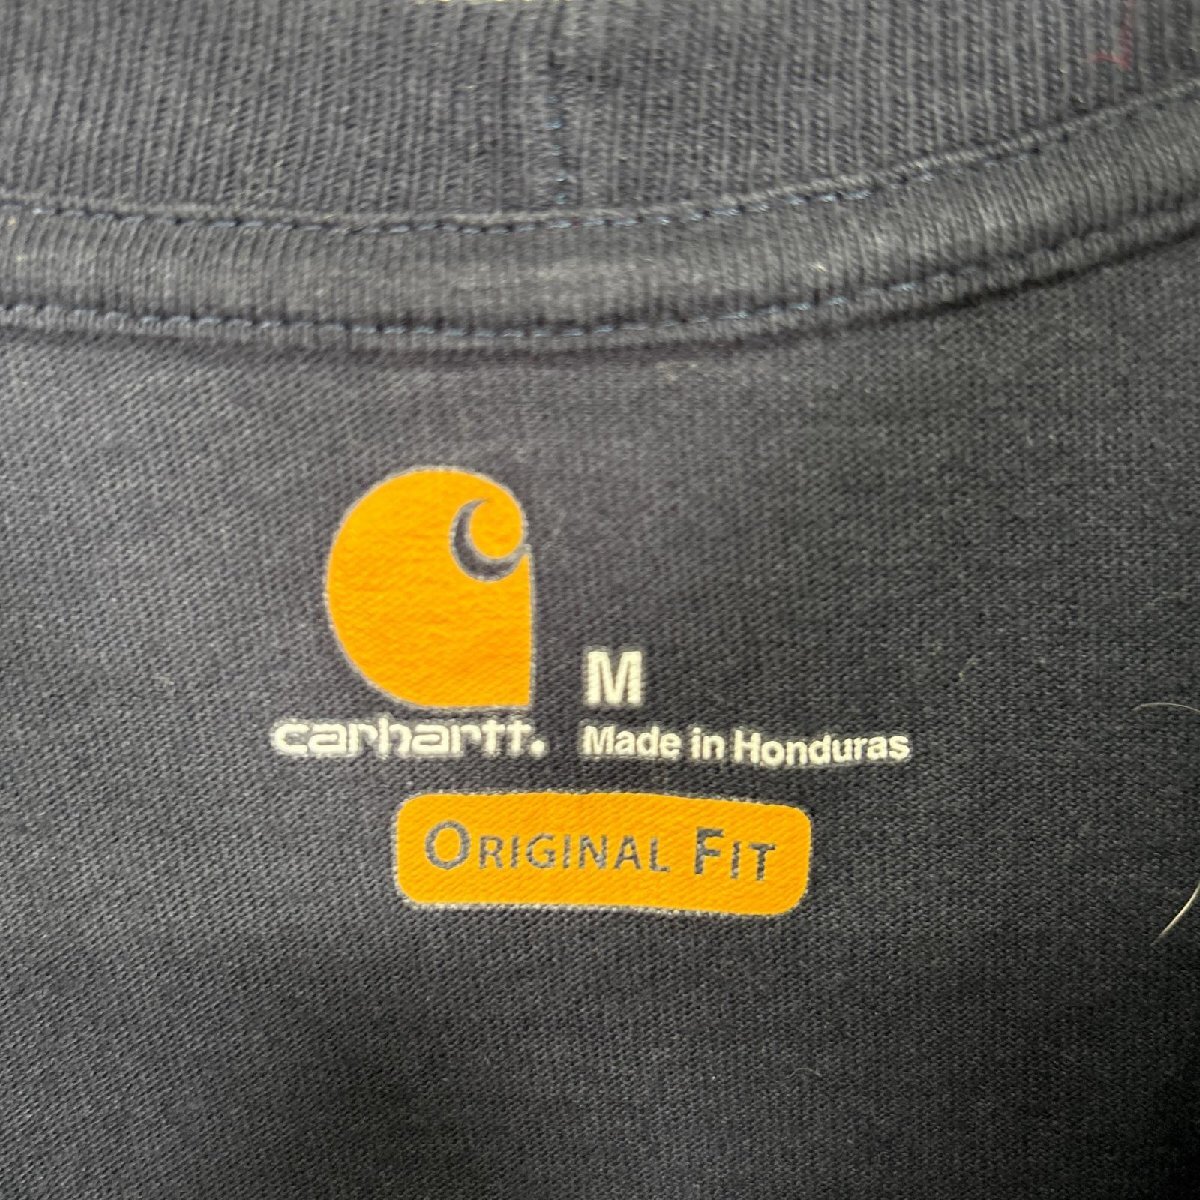 M
carhartt.
Made in Honduras
ORIGINAL FIT